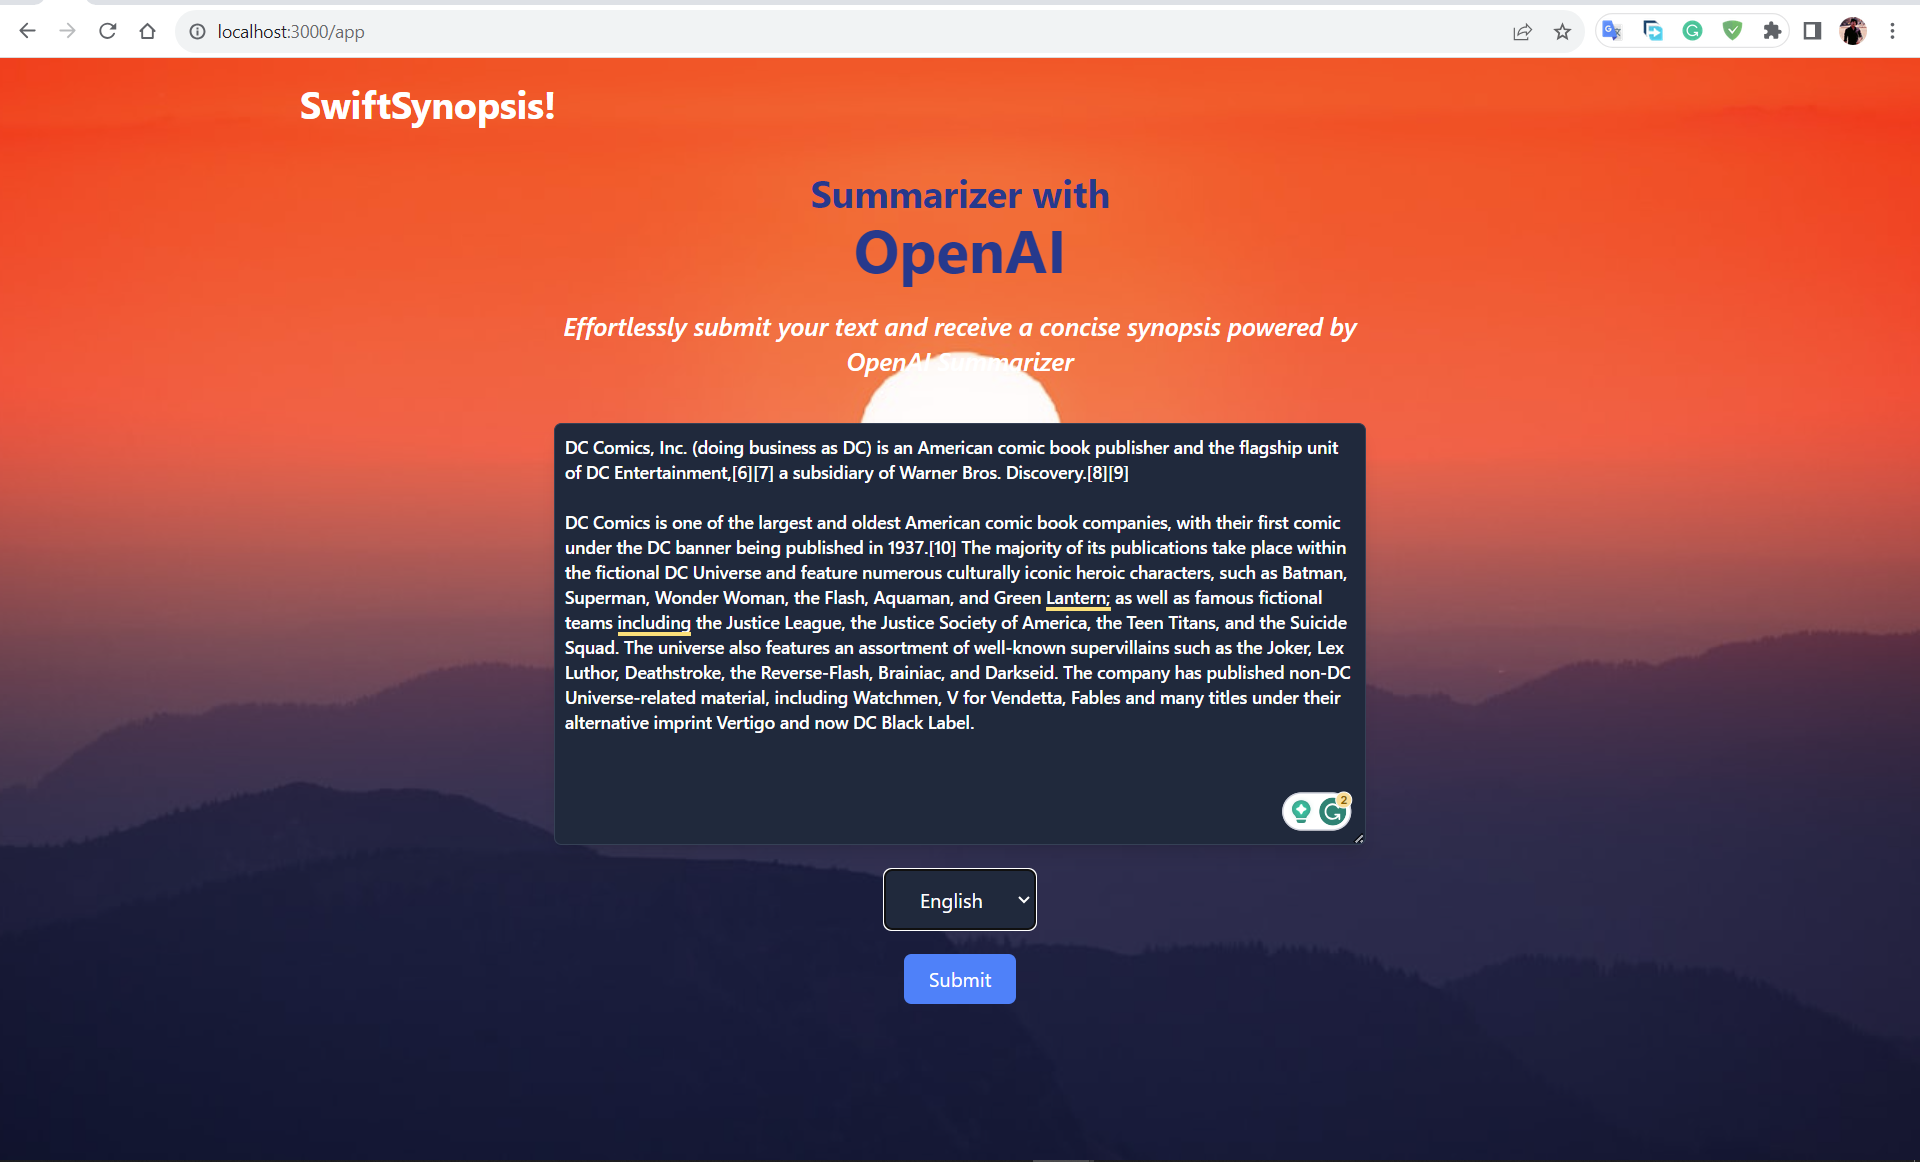 localhost:3000/app
SwiftSynopsis!
Summarizer with
OpenAI
Effortlessly submit your text and receive a concise synopsis powered by
OpenAI Summarizer
DC Comics, Inc. (doing business as DC) is an American comic book publisher and the flagship unit
of DC Entertainment,[6][7] a subsidiary of Warner Bros. Discovery.[8][9]
DC Comics is one of the largest and oldest American comic book companies, with their first comic
under the DC banner being published in 1937.[10] The majority of its publications take place within
the fictional DC Universe and feature numerous culturally iconic heroic characters, such as Batman,
Superman, Wonder Woman, the Flash, Aquaman, and Green Lantern; as well as famous fictional
teams including the Justice League, the Justice Society of America, the Teen Titans, and the Suicide
Squad. The universe also features an assortment of well-known supervillains such as the Joker, Lex
Luthor, Deathstroke, the Reverse-Flash, Brainiac, and Darkseid. The company has published non-DC
Universe-related material, including Watchmen, V for Vendetta, Fables and many titles under their
alternative imprint Vertigo and now DC Black Label.
2
English
Submit